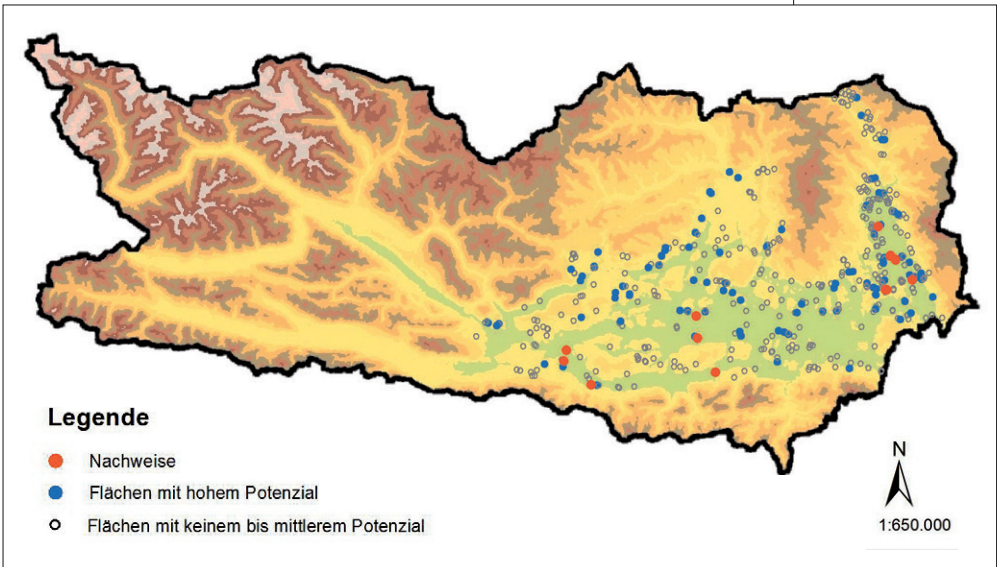 Legende
Nachweise
Flächen mit hohem Potenzial
Flächen mit keinem bis mittlerem Potenzial
N
1:650.000